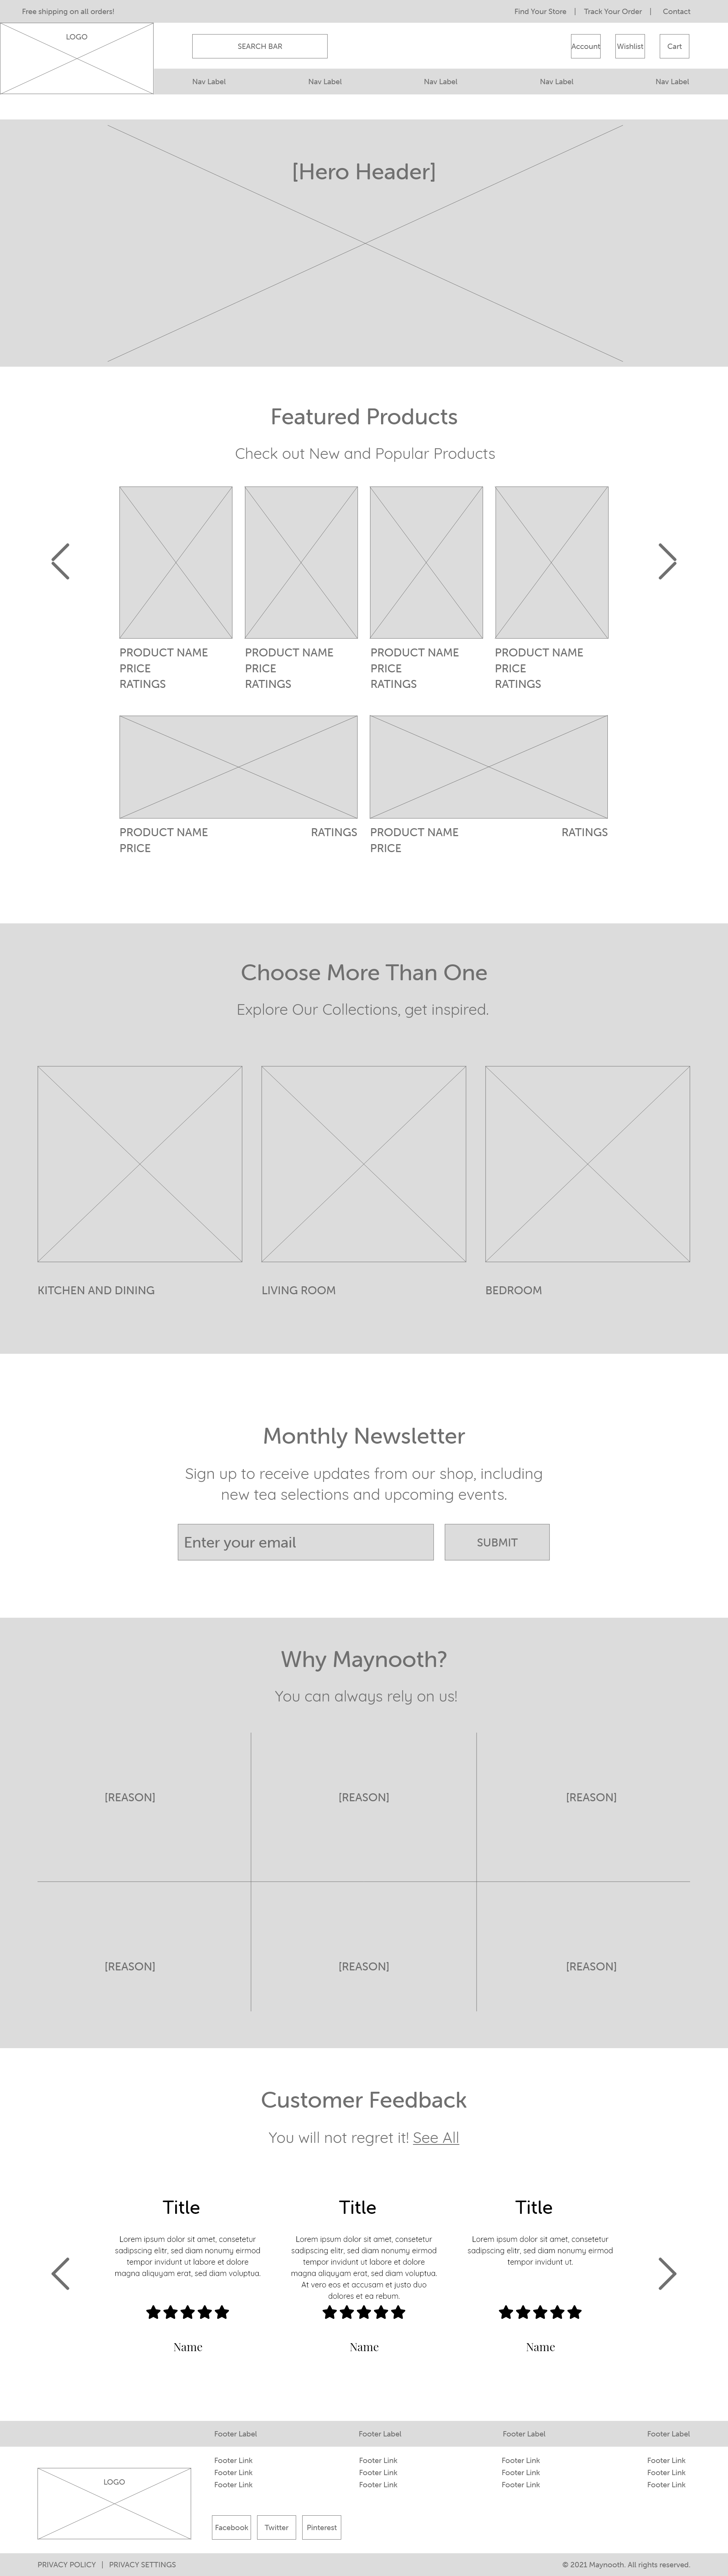 Free shipping on all orders!
Find Your Store | Track Your Order | Contact
LOGO
SEARCH BAR
Account
Wishlist
Cart
Nav Label Nav Label Nav Label Nav Label Nav Label
[Hero Header]
Featured Products
Check out New and Popular Products
PRODUCT NAME
PRICE
RATINGS
PRODUCT NAME
PRICE
RATINGS
PRODUCT NAME
PRICE
RATINGS
PRODUCT NAME
PRICE
RATINGS
PRODUCT NAME RATINGS
PRICE
PRODUCT NAME RATINGS
PRICE
Choose More Than One
Explore Our Collections, get inspired.
KITCHEN AND DINING
LIVING ROOM
BEDROOM
Monthly Newsletter
Sign up to receive updates from our shop, including
new tea selections and upcoming events.
Enter your email
SUBMIT
Why Maynooth?
You can always rely on us!
[REASON] [REASON] [REASON]
[REASON] [REASON] [REASON]
Customer Feedback
You will not regret it! See All
Title
Lorem ipsum dolor sit amet, consetetur
sadipscing elitr, sed diam nonumy eirmod
tempor invidunt ut labore et dolore
magna aliquyam erat, sed diam voluptua.
Name
Title
Lorem ipsum dolor sit amet, consetetur
sadipscing elitr, sed diam nonumy eirmod
tempor invidunt ut labore et dolore
magna aliquyam erat, sed diam voluptua.
At vero eos et accusam et justo duo
dolores et ea rebum.
Name
Title
Lorem ipsum dolor sit amet, consetetur
sadipscing elitr, sed diam nonumy eirmod
tempor invidunt ut.
Name
Footer Label Footer Label Footer Label Footer Label
Footer Link Footer Link Footer Link Footer Link
Footer Link Footer Link Footer Link Footer Link
Footer Link Footer Link Footer Link Footer Link
LOGO
Facebook
Twitter
Pinterest
PRIVACY POLICY | PRIVACY SETTINGS
© 2021 Maynooth. All rights reserved.